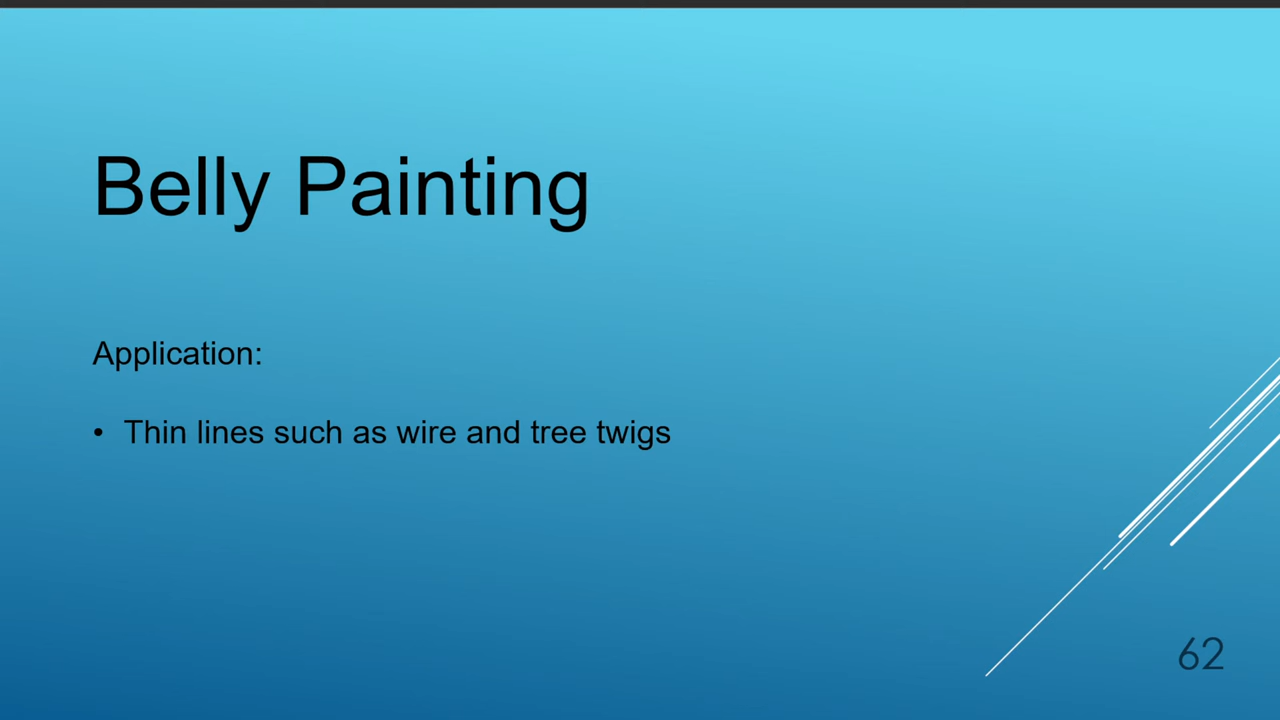 Belly Painting
Application:
• Thin lines such as wire and tree twigs
62